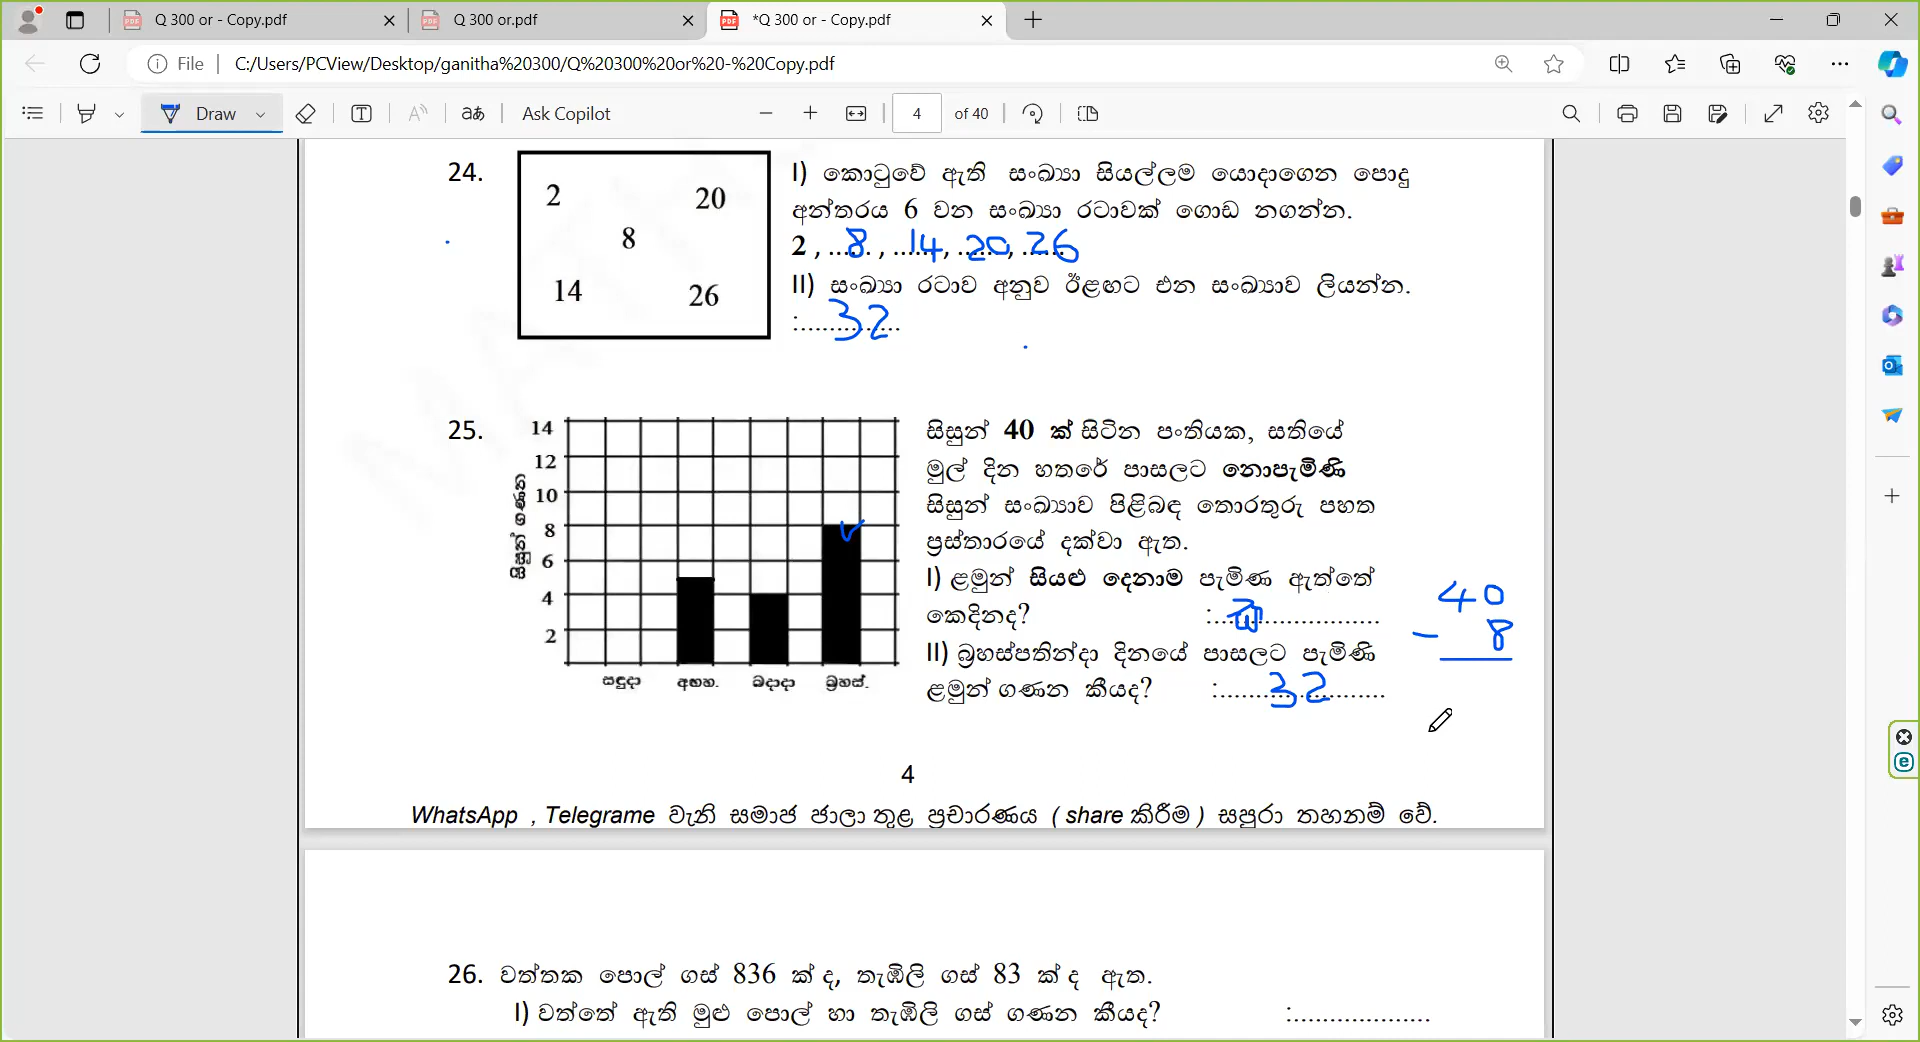 Q 300 or - Copy.pdf
Q 300 or.pdf
*Q 300 or - Copy.pdf
File C:/Users/PCView/Desktop/ganitha%20300/Q%20300%20or%20-%20Copy.pdf
Draw
Ask Copilot
4 of 40
24.
2 20
8
14 26
I) කොටුවේ ඇති සංඛ්‍යා සියල්ලම යොදාගෙන පොදු
අන්තරය 6 වන සංඛ්‍යා රටාවක් ගොඩ නගන්න.
2 , 8 , 14 , 20 , 26
II) සංඛ්‍යා රටාව අනුව ඊළඟට එන සංඛ්‍යාව ලියන්න.
:.... 32 ....
25.
14
12
10
8
6
4
2
සිසුන් ගණන
සඳුදා අඟහ. බදාදා බ්‍රහස්.
සිසුන් 40 ක් සිටින පංතියක, සතියේ
මුල් දින හතරේ පාසලට නොපැමිණි
සිසුන් සංඛ්‍යාව පිළිබඳ තොරතුරු පහත
ප්‍රස්තාරයේ දක්වා ඇත.
I) ළමුන් සියළු දෙනාම පැමිණ ඇත්තේ
කෙදිනද? :....................
II) බ්‍රහස්පතින්දා දිනයේ පාසලට පැමිණි
ළමුන් ගණන කීයද? :...... 32 ........
40
- 8
4
WhatsApp , Telegrame වැනි සමාජ ජාලා තුළ ප්‍රචාරණය ( share කිරීම ) සපුරා තහනම් වේ.
26. වත්තක පොල් ගස් 836 ක් ද, තැඹිලි ගස් 83 ක් ද ඇත.
I) වත්තේ ඇති මුළු පොල් හා තැඹිලි ගස් ගණන කීයද? :...................